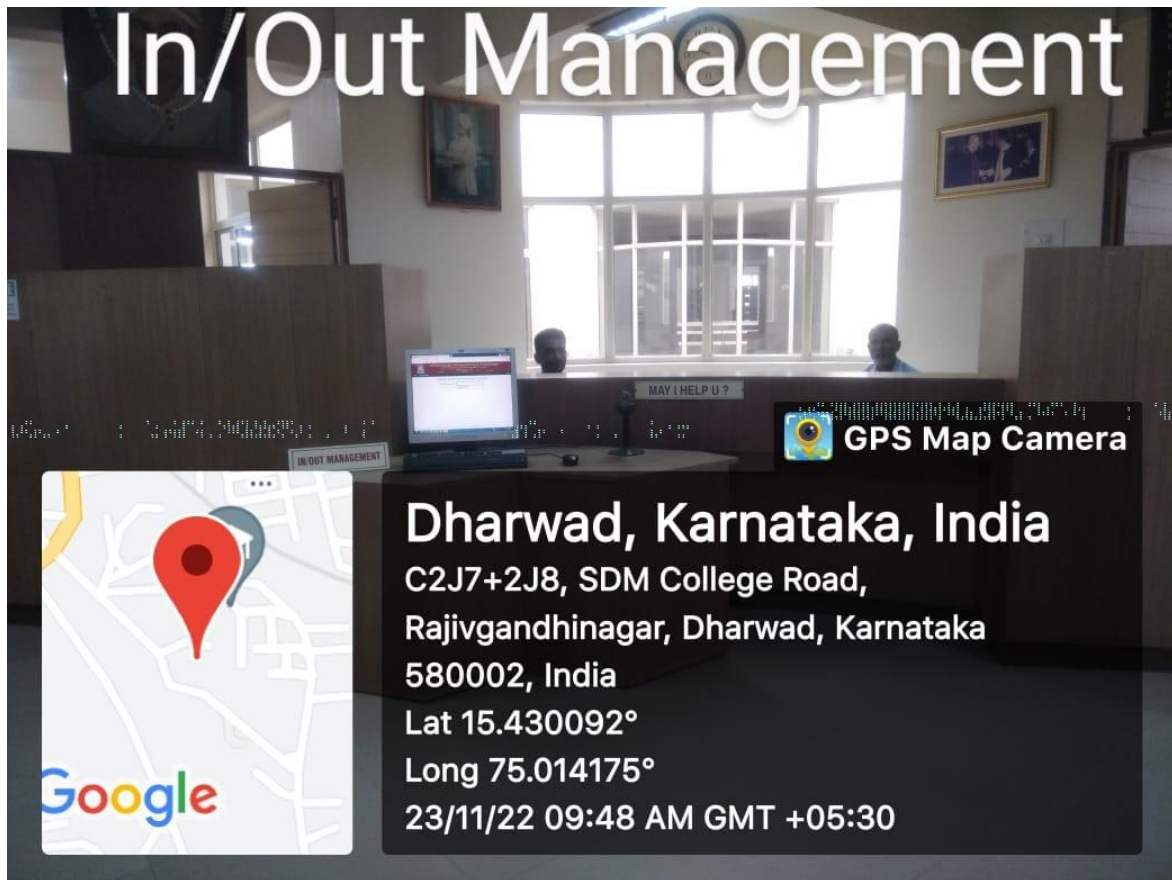 In/Out Management
MAY I HELP U ?
IN/OUT MANAGEMENT
GPS Map Camera
Dharwad, Karnataka, India
C2J7+2J8, SDM College Road,
Rajivgandhinagar, Dharwad, Karnataka
580002, India
Lat 15.430092°
Long 75.014175°
23/11/22 09:48 AM GMT +05:30
Google